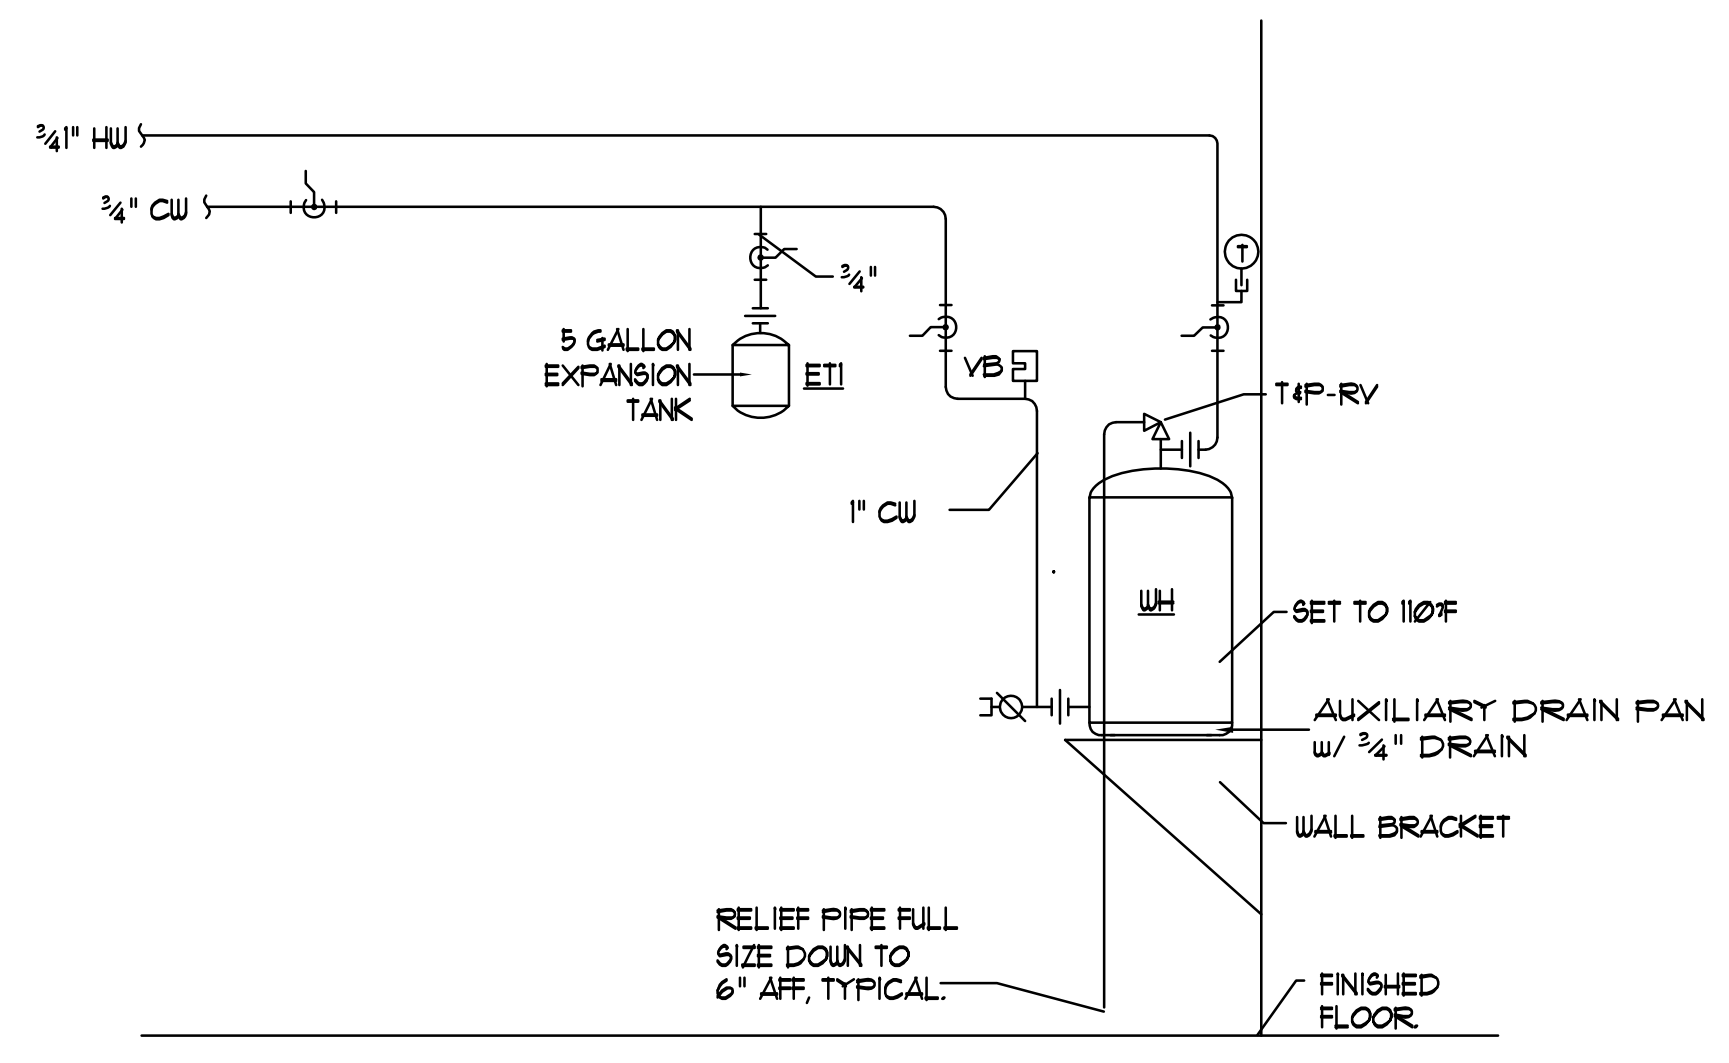 3/41" HW
3/4" CW
T
3/4"
5 GALLON
EXPANSION
TANK
ET1
VB
T&P-RV
1" CW
WH
SET TO 110?F
AUXILIARY DRAIN PAN
w/ 3/4" DRAIN
WALL BRACKET
RELIEF PIPE FULL
SIZE DOWN TO
6" AFF, TYPICAL.
FINISHED
FLOOR.